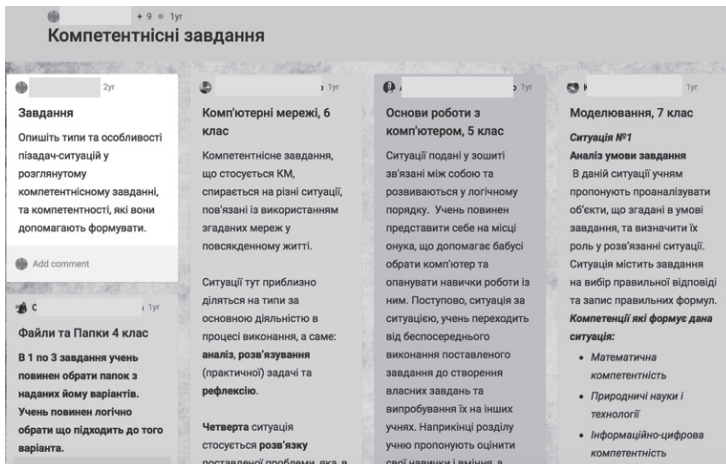 + 9 1yr
Компетентнісні завдання
2yr
Завдання
Опишіть типи та особливості
пізадач-ситуацій у
розглянутому
компетентнісному завданні,
та компетентності, які вони
допомагають формувати.
Add comment
1yr
Файли та Папки 4 клас
В 1 по 3 завдання учень
повинен обрати папок з
наданих йому варіантів.
Учень повинен логічно
обрати що підходить до того
варіанта.
1yr
Комп'ютерні мережі, 6
клас
Компетентнісне завдання,
що стосується КМ,
спирається на різні ситуації,
пов'язані із використанням
згаданих мереж у
повсякденному житті.
Ситуації тут приблизно
діляться на типи за
основною діяльністю в
процесі виконання, а саме:
аналіз, розв'язування
(практичної) задачі та
рефлексію.
Четверта ситуація
стосується розв'язку
поставленої проблеми, яка, в
1yr
Основи роботи з
комп'ютером, 5 клас
Ситуації подані у зошиті
зв'язані між собою та
розвиваються у логічному
порядку. Учень повинен
представити себе на місці
онука, що допомагає бабусі
обрати комп'ютер та
опанувати навички роботи із
ним. Поступово, ситуація за
ситуацією, учень переходить
від беспосереднього
виконання поставленого
завдання до створення
власних завдань та
випробування їх на інших
учнях. Наприкінці розділу
учню пропонують оцінити
свої навички і вміння, а
1yr
Моделювання, 7 клас
Ситуація №1
Аналіз умови завдання
В даній ситуації учням
пропонують проаналізувати
об'єкти, що згадані в умові
завдання, та визначити їх
роль у розв'язанні ситуації.
Ситуація містить завдання
на вибір правильної відповіді
та запис правильних формул.
Компетенції які формує дана
ситуація:
• Математична
компетентність
• Природничі науки і
технології
• Інформаційно-цифрова
компетентність